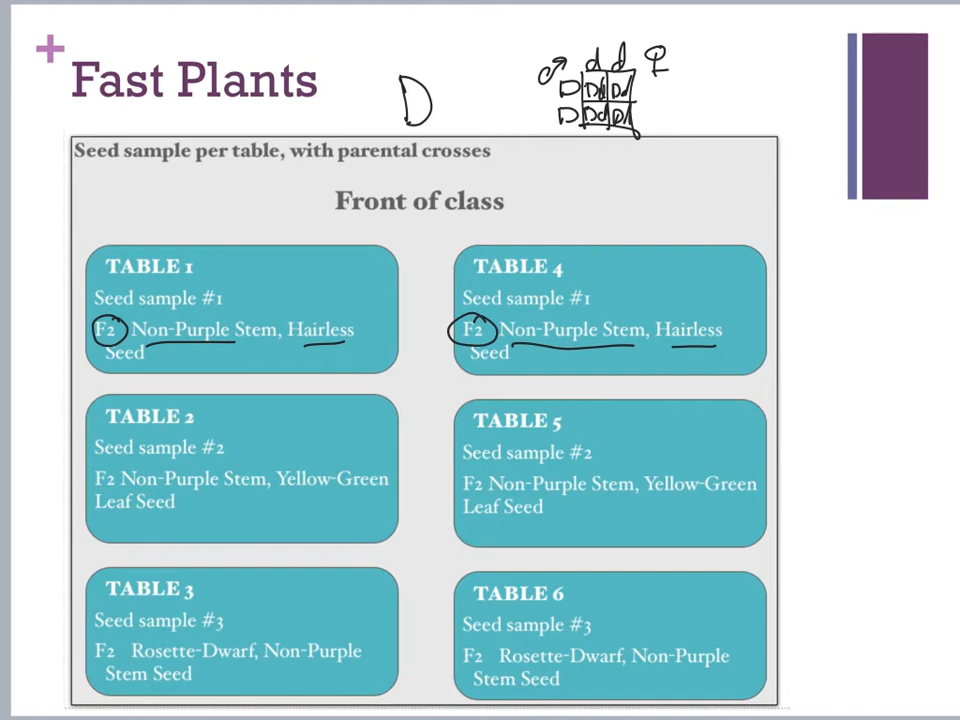 +
Fast Plants
D
♂ d d ♀
D Dd Dd
D Dd Dd
Seed sample per table, with parental crosses
Front of class
TABLE 1
Seed sample #1
F2 Non-Purple Stem, Hairless
Seed
TABLE 4
Seed sample #1
F2 Non-Purple Stem, Hairless
Seed
TABLE 2
Seed sample #2
F2 Non-Purple Stem, Yellow-Green
Leaf Seed
TABLE 5
Seed sample #2
F2 Non-Purple Stem, Yellow-Green
Leaf Seed
TABLE 3
Seed sample #3
F2 Rosette-Dwarf, Non-Purple
Stem Seed
TABLE 6
Seed sample #3
F2 Rosette-Dwarf, Non-Purple
Stem Seed